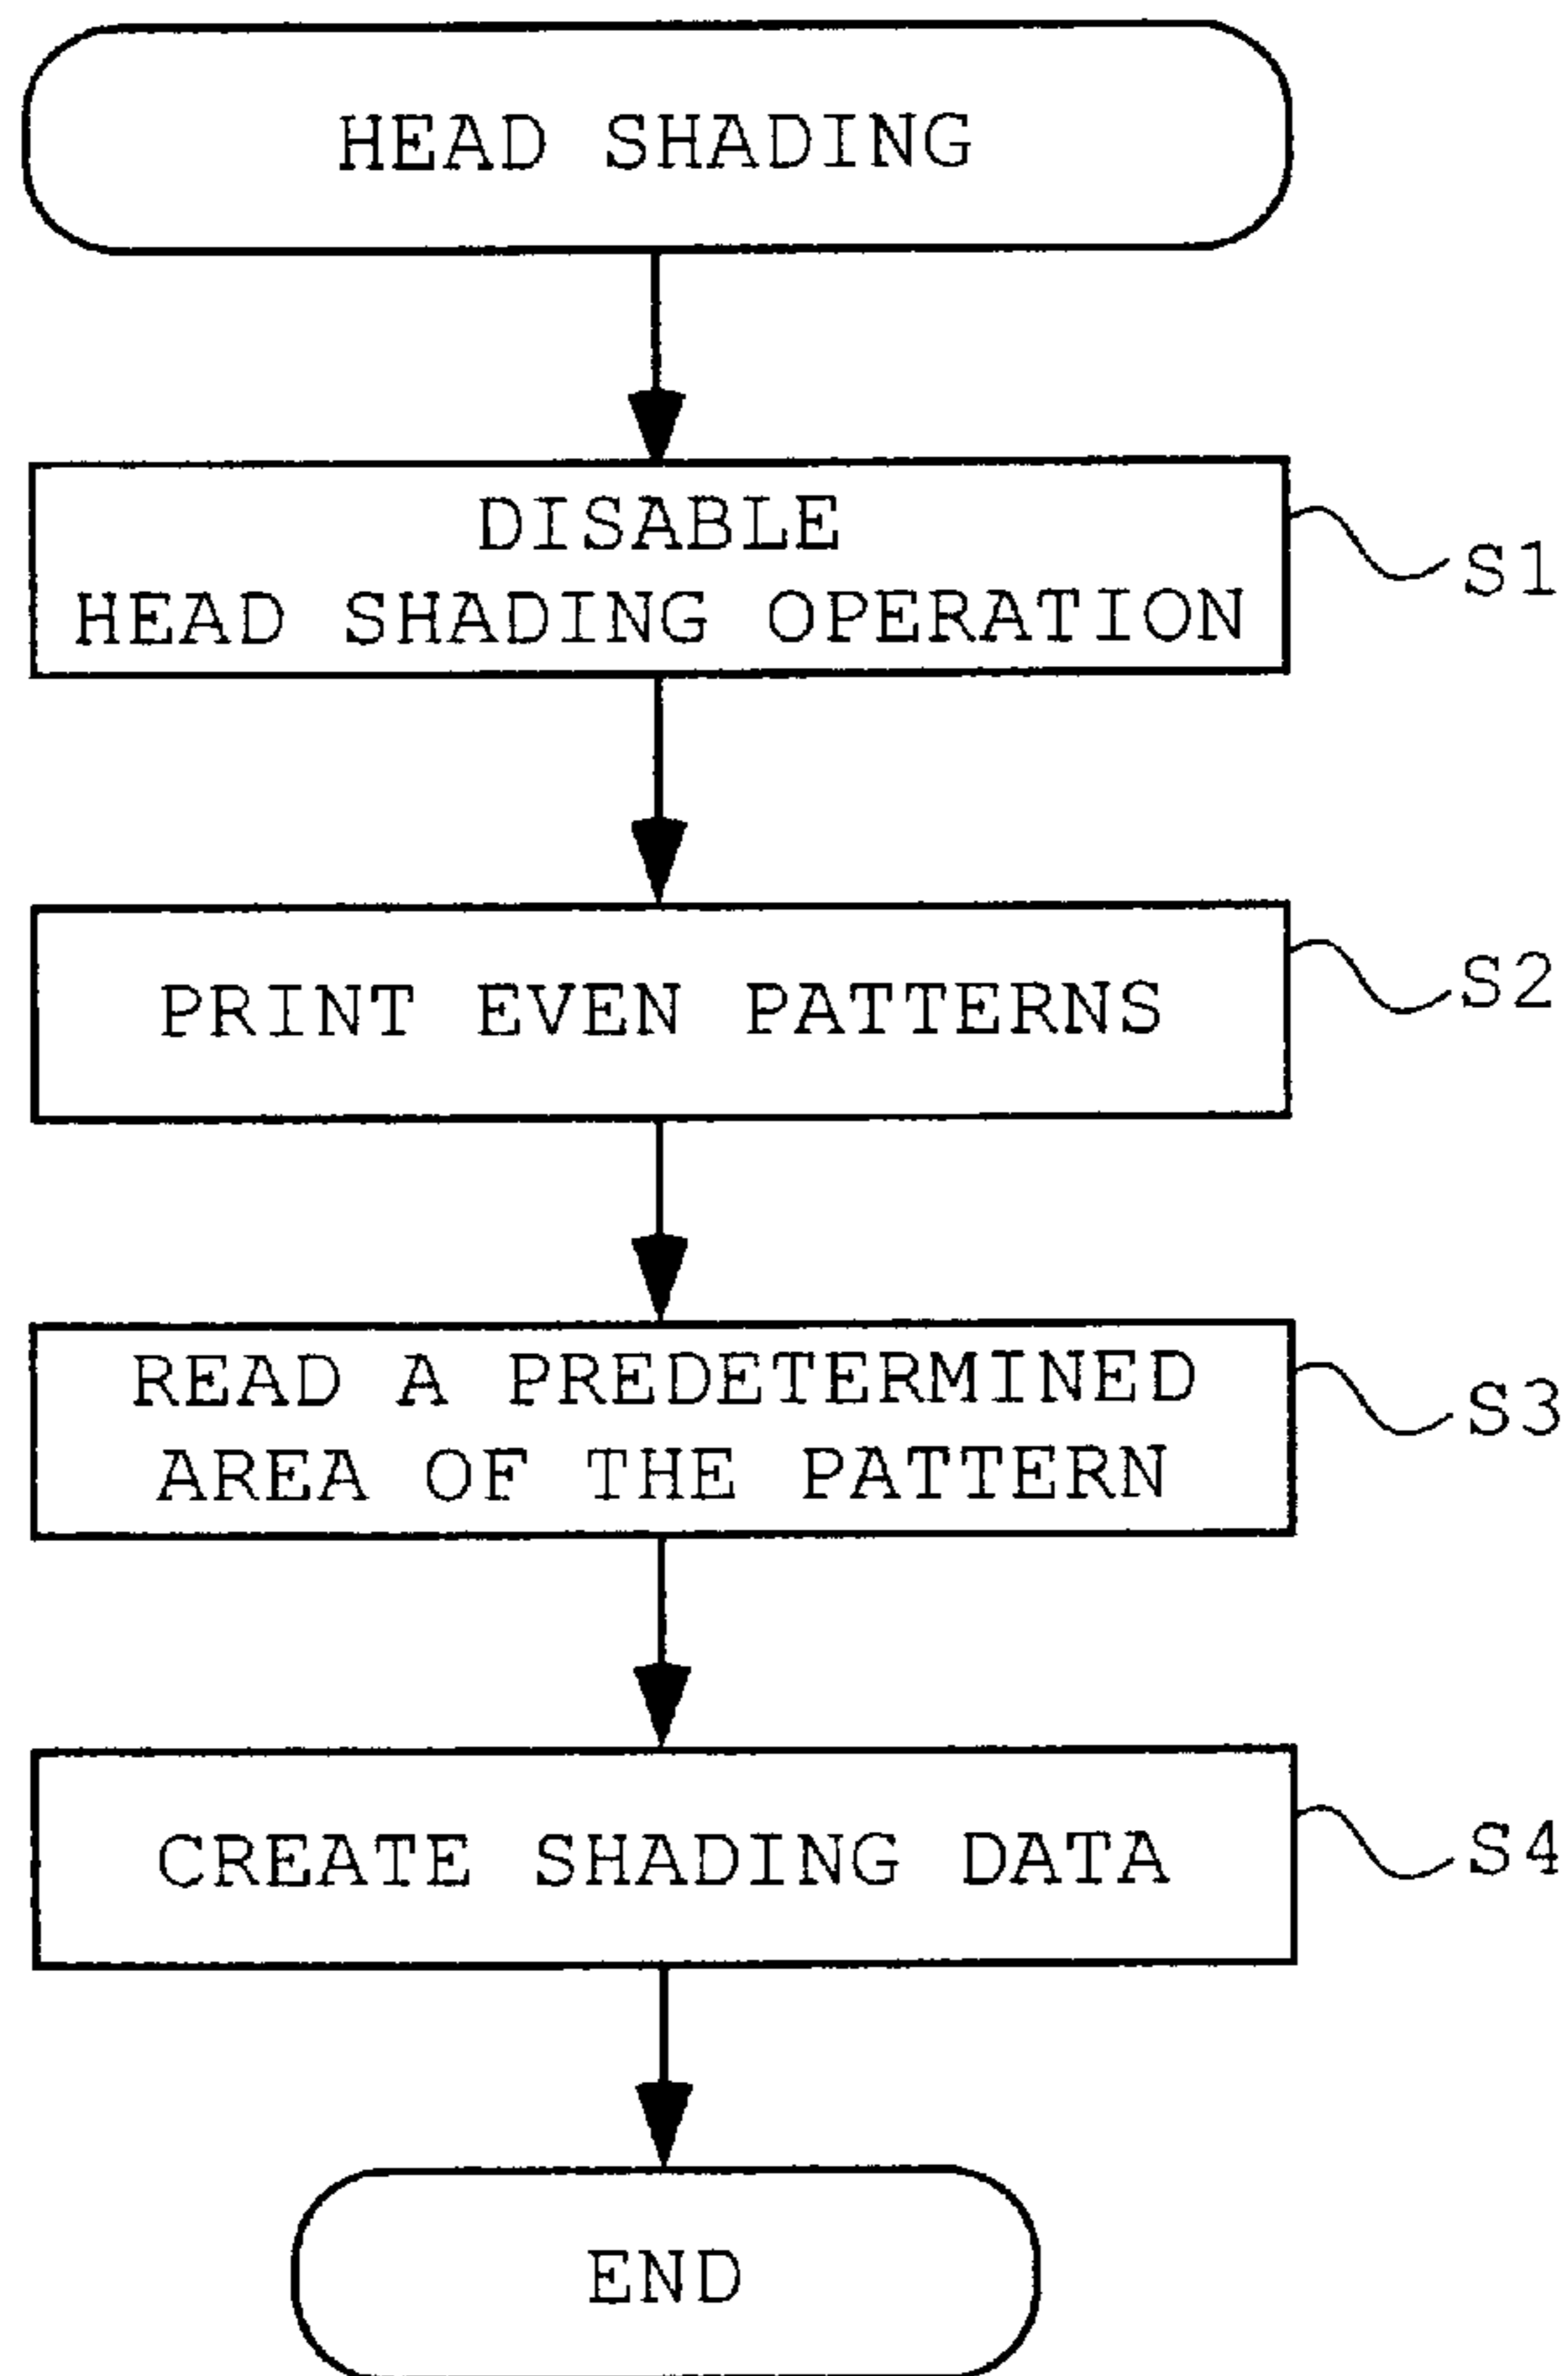 HEAD SHADING
DISABLE
HEAD SHADING OPERATION
S1
PRINT EVEN PATTERNS
S2
READ A PREDETERMINED
AREA OF THE PATTERN
S3
CREATE SHADING DATA
S4
END